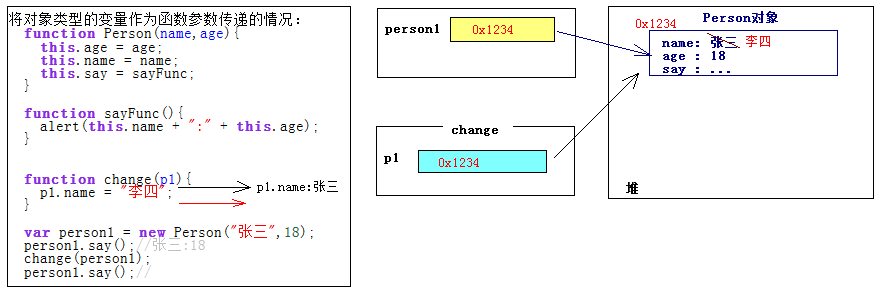 将对象类型的变量作为函数参数传递的情况:
function Person(name,age){
this.age = age;
this.name = name;
this.say = sayFunc;
}
function sayFunc(){
alert(this.name + ":" + this.age);
}
function change(p1){
p1.name = "李四";
}
p1.name:张三
var person1 = new Person("张三",18);
person1.say();//张三:18
change(person1);
person1.say();//
person1
0x1234
change
p1
0x1234
0x1234
Person对象
name: 张三 李四
age : 18
say : ...
堆